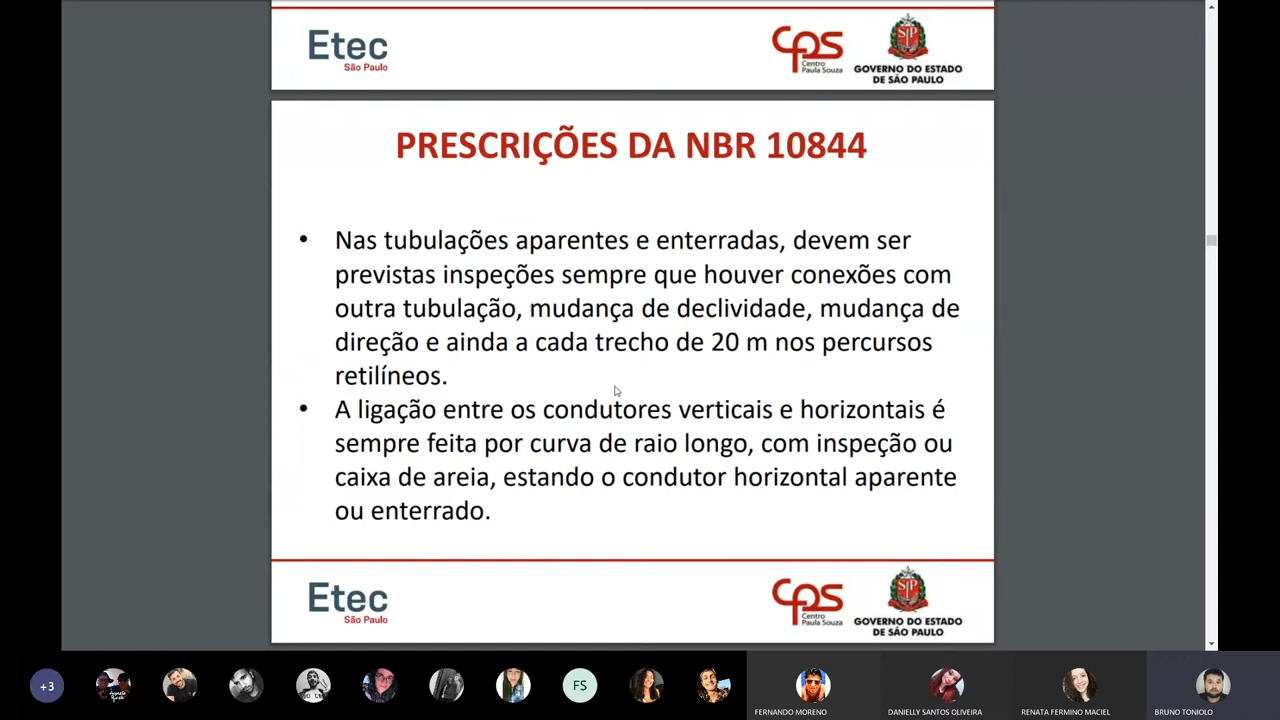 Etec
São Paulo
cps
Centro
Paula Souza
GOVERNO DO ESTADO
DE SÃO PAULO
PRESCRIÇÕES DA NBR 10844
• Nas tubulações aparentes e enterradas, devem ser
previstas inspeções sempre que houver conexões com
outra tubulação, mudança de declividade, mudança de
direção e ainda a cada trecho de 20 m nos percursos
retilíneos.
• A ligação entre os condutores verticais e horizontais é
sempre feita por curva de raio longo, com inspeção ou
caixa de areia, estando o condutor horizontal aparente
ou enterrado.
Etec
São Paulo
cps
Centro
Paula Souza
GOVERNO DO ESTADO
DE SÃO PAULO
+3
FS
FERNANDO MORENO
DANIELLY SANTOS OLIVEIRA
RENATA FERMINO MACIEL
BRUNO TONIOLO